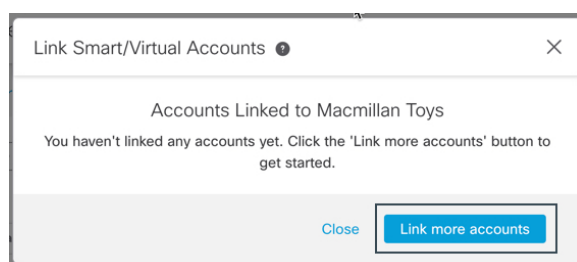 Link Smart/Virtual Accounts ?
Accounts Linked to Macmillan Toys
You haven't linked any accounts yet. Click the 'Link more accounts' button to
get started.
Close
Link more accounts